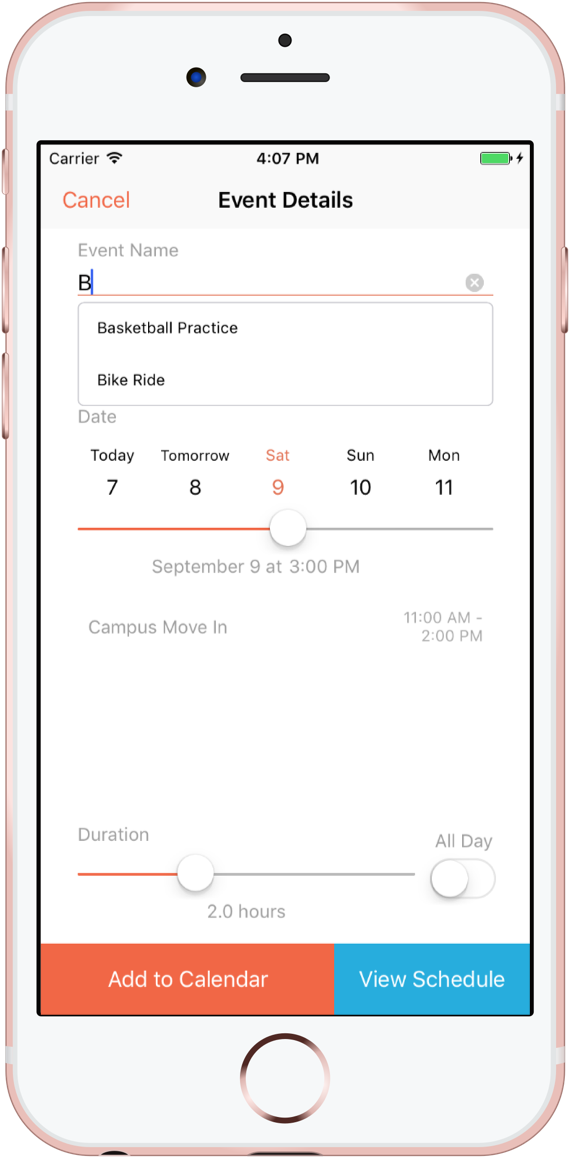 Carrier 4:07 PM
Cancel Event Details
Event Name
B
Basketball Practice
Bike Ride
Date
Today Tomorrow Sat Sun Mon
7 8 9 10 11
September 9 at 3:00 PM
Campus Move In 11:00 AM -
2:00 PM
Duration All Day
2.0 hours
Add to Calendar View Schedule